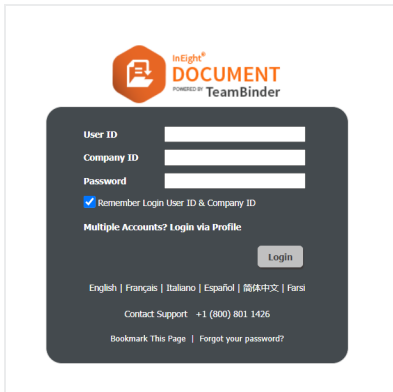 InEight®
DOCUMENT
POWERED BY TeamBinder
User ID
Company ID
Password
Remember Login User ID & Company ID
Multiple Accounts? Login via Profile
Login
English | Français | Italiano | Español | 简体中文 | Farsi
Contact Support +1 (800) 801 1426
Bookmark This Page | Forgot your password?